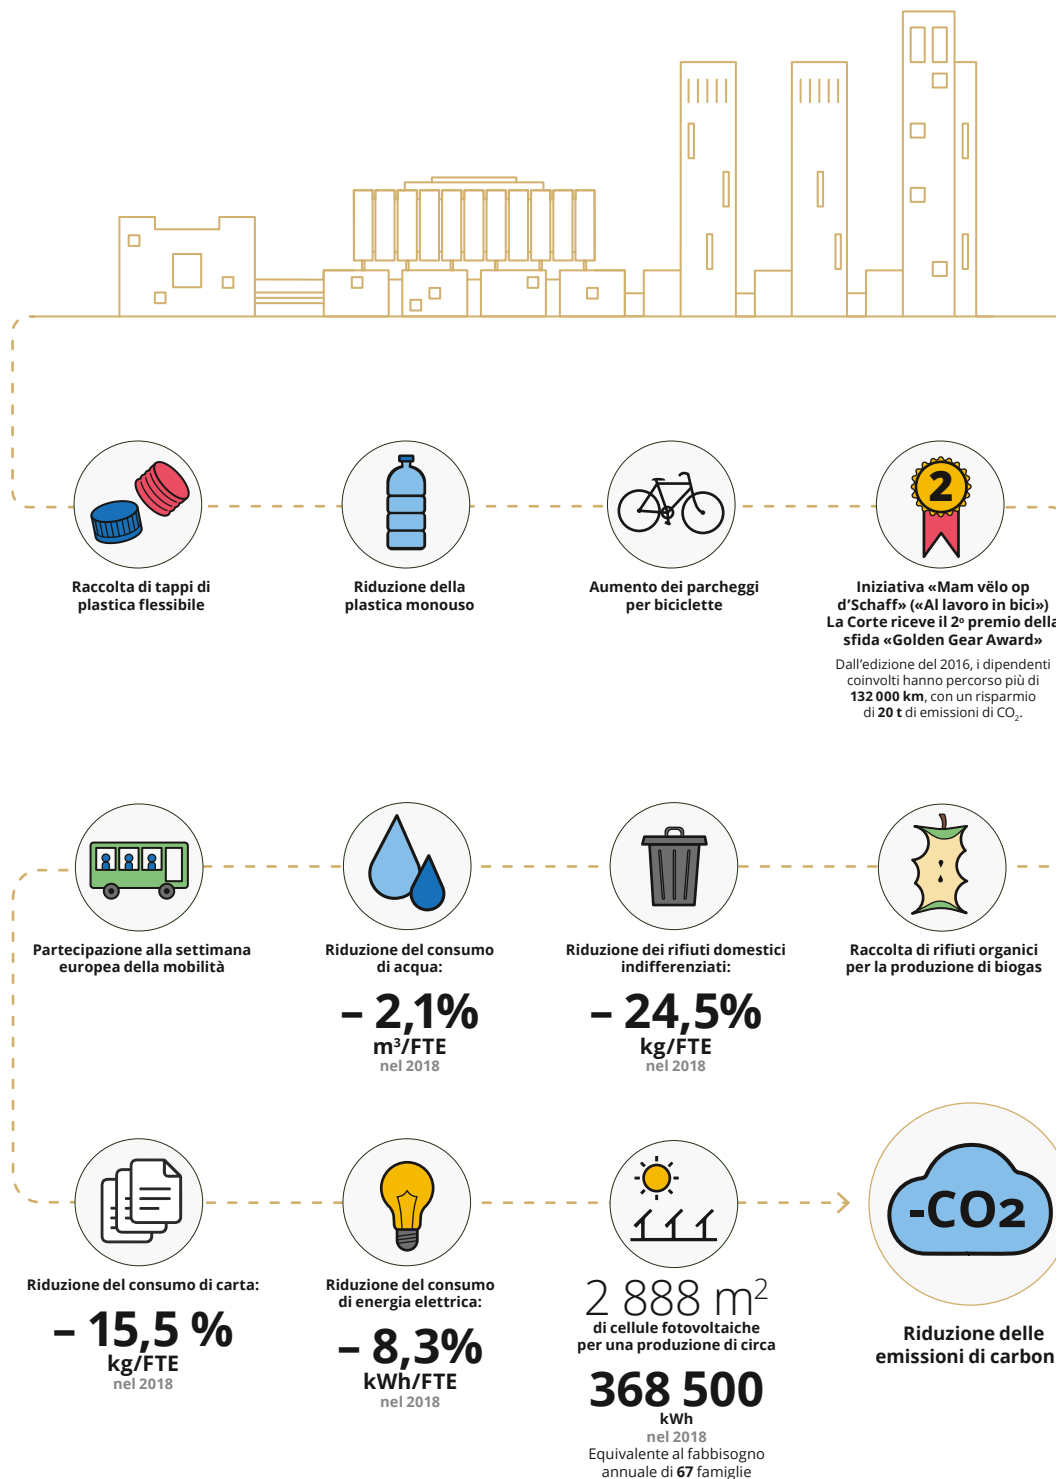 Raccolta di tappi di
plastica flessibile
Riduzione della
plastica monouso
Aumento dei parcheggi
per biciclette
2
Iniziativa «Mam vëlo op
d’Schaff» («Al lavoro in bici»)
La Corte riceve il 2º premio della
sfida «Golden Gear Award»
Dall’edizione del 2016, i dipendenti
coinvolti hanno percorso più di
132 000 km, con un risparmio
di 20 t di emissioni di CO₂.
Partecipazione alla settimana
europea della mobilità
Riduzione del consumo
di acqua:
– 2,1%
m³/FTE
nel 2018
Riduzione dei rifiuti domestici
indifferenziati:
– 24,5%
kg/FTE
nel 2018
Raccolta di rifiuti organici
per la produzione di biogas
Riduzione del consumo di carta:
– 15,5 %
kg/FTE
nel 2018
Riduzione del consumo
di energia elettrica:
– 8,3%
kWh/FTE
nel 2018
2 888 m²
di cellule fotovoltaiche
per una produzione di circa
368 500
kWh
nel 2018
Equivalente al fabbisogno
annuale di 67 famiglie
-CO2
Riduzione delle
emissioni di carbon